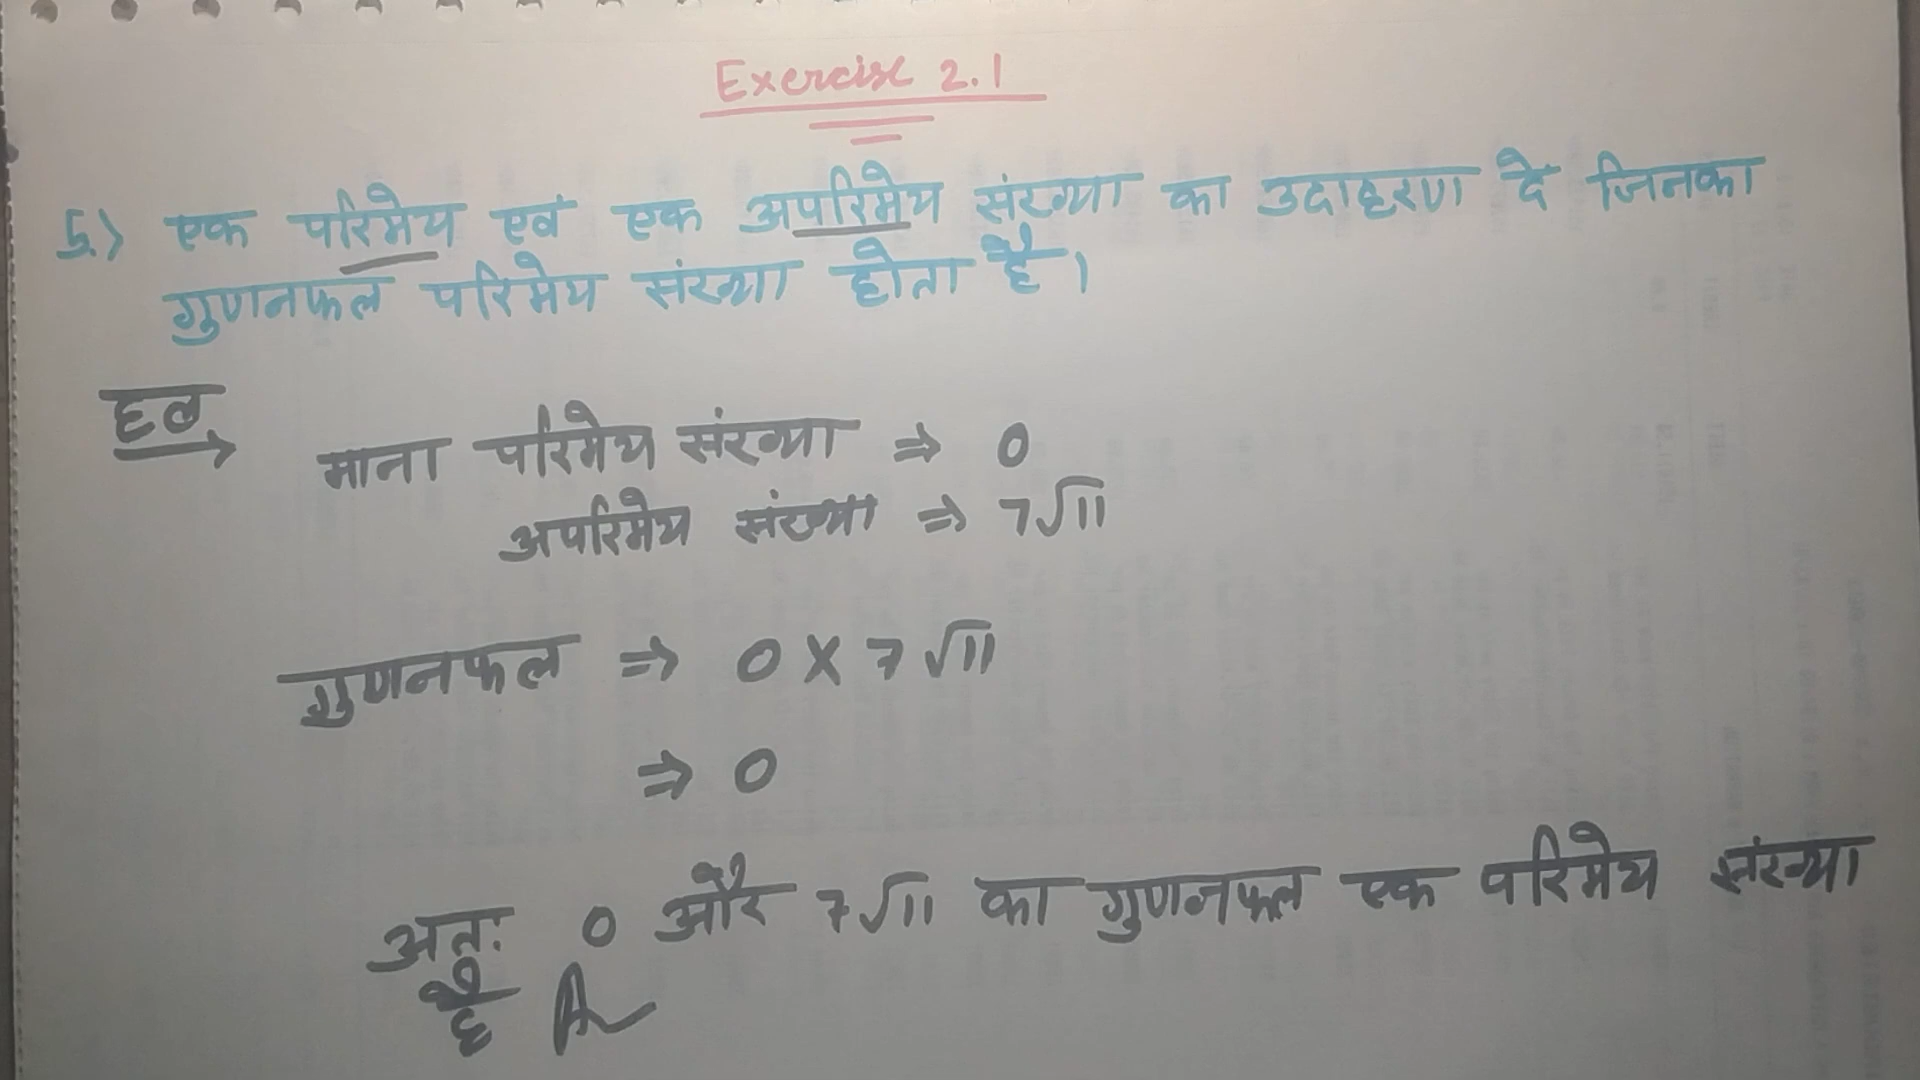 Exercise 2.1
5.) एक परिमेय एवं एक अपरिमेय संख्या का उदाहरण दे जिनका
गुणनफल परिमेय संख्या होता है।
हल
माना परिमेय संख्या ⇒ 0
अपरिमेय संख्या ⇒ 7√11
गुणनफल ⇒ 0 X 7√11
⇒ 0
अतः 0 और 7√11 का गुणनफल एक परिमेय संख्या
है